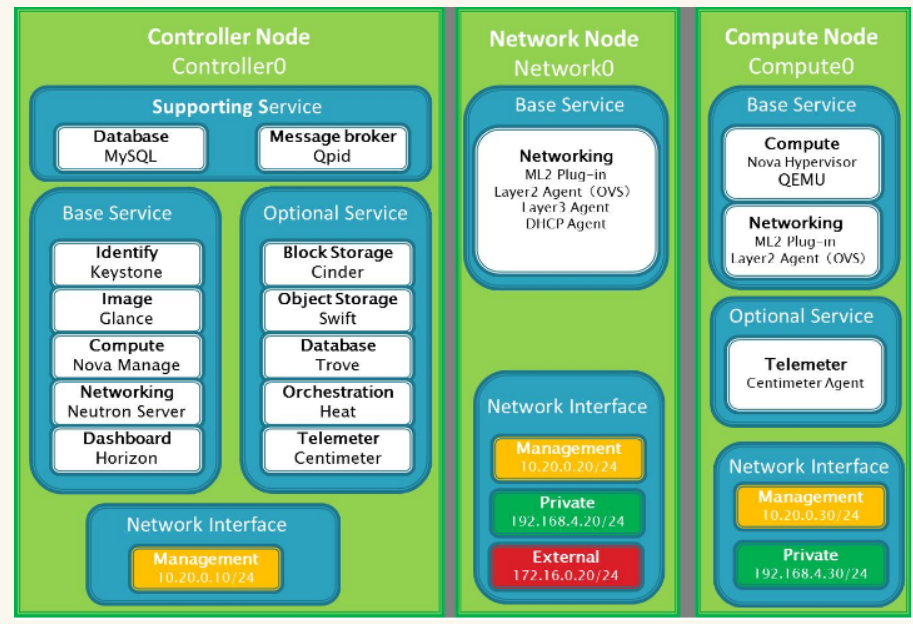 Controller Node
Controller0
Supporting Service
Database
MySQL
Message broker
Qpid
Base Service
Identify
Keystone
Image
Glance
Compute
Nova Manage
Networking
Neutron Server
Dashboard
Horizon
Optional Service
Block Storage
Cinder
Object Storage
Swift
Database
Trove
Orchestration
Heat
Telemeter
Centimeter
Network Interface
Management
10.20.0.10/24
Network Node
Network0
Base Service
Networking
ML2 Plug-in
Layer2 Agent（OVS）
Layer3 Agent
DHCP Agent
Network Interface
Management
10.20.0.20/24
Private
192.168.4.20/24
External
172.16.0.20/24
Compute Node
Compute0
Base Service
Compute
Nova Hypervisor
QEMU
Networking
ML2 Plug-in
Layer2 Agent（OVS）
Optional Service
Telemeter
Centimeter Agent
Network Interface
Management
10.20.0.30/24
Private
192.168.4.30/24